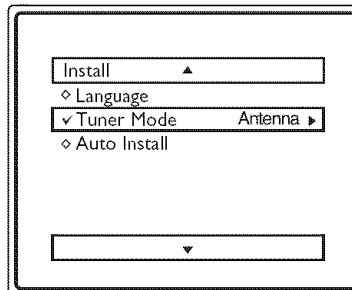 Install ▲
◇ Language
✓ Tuner Mode Antenna ▶
◇ Auto Install
▼